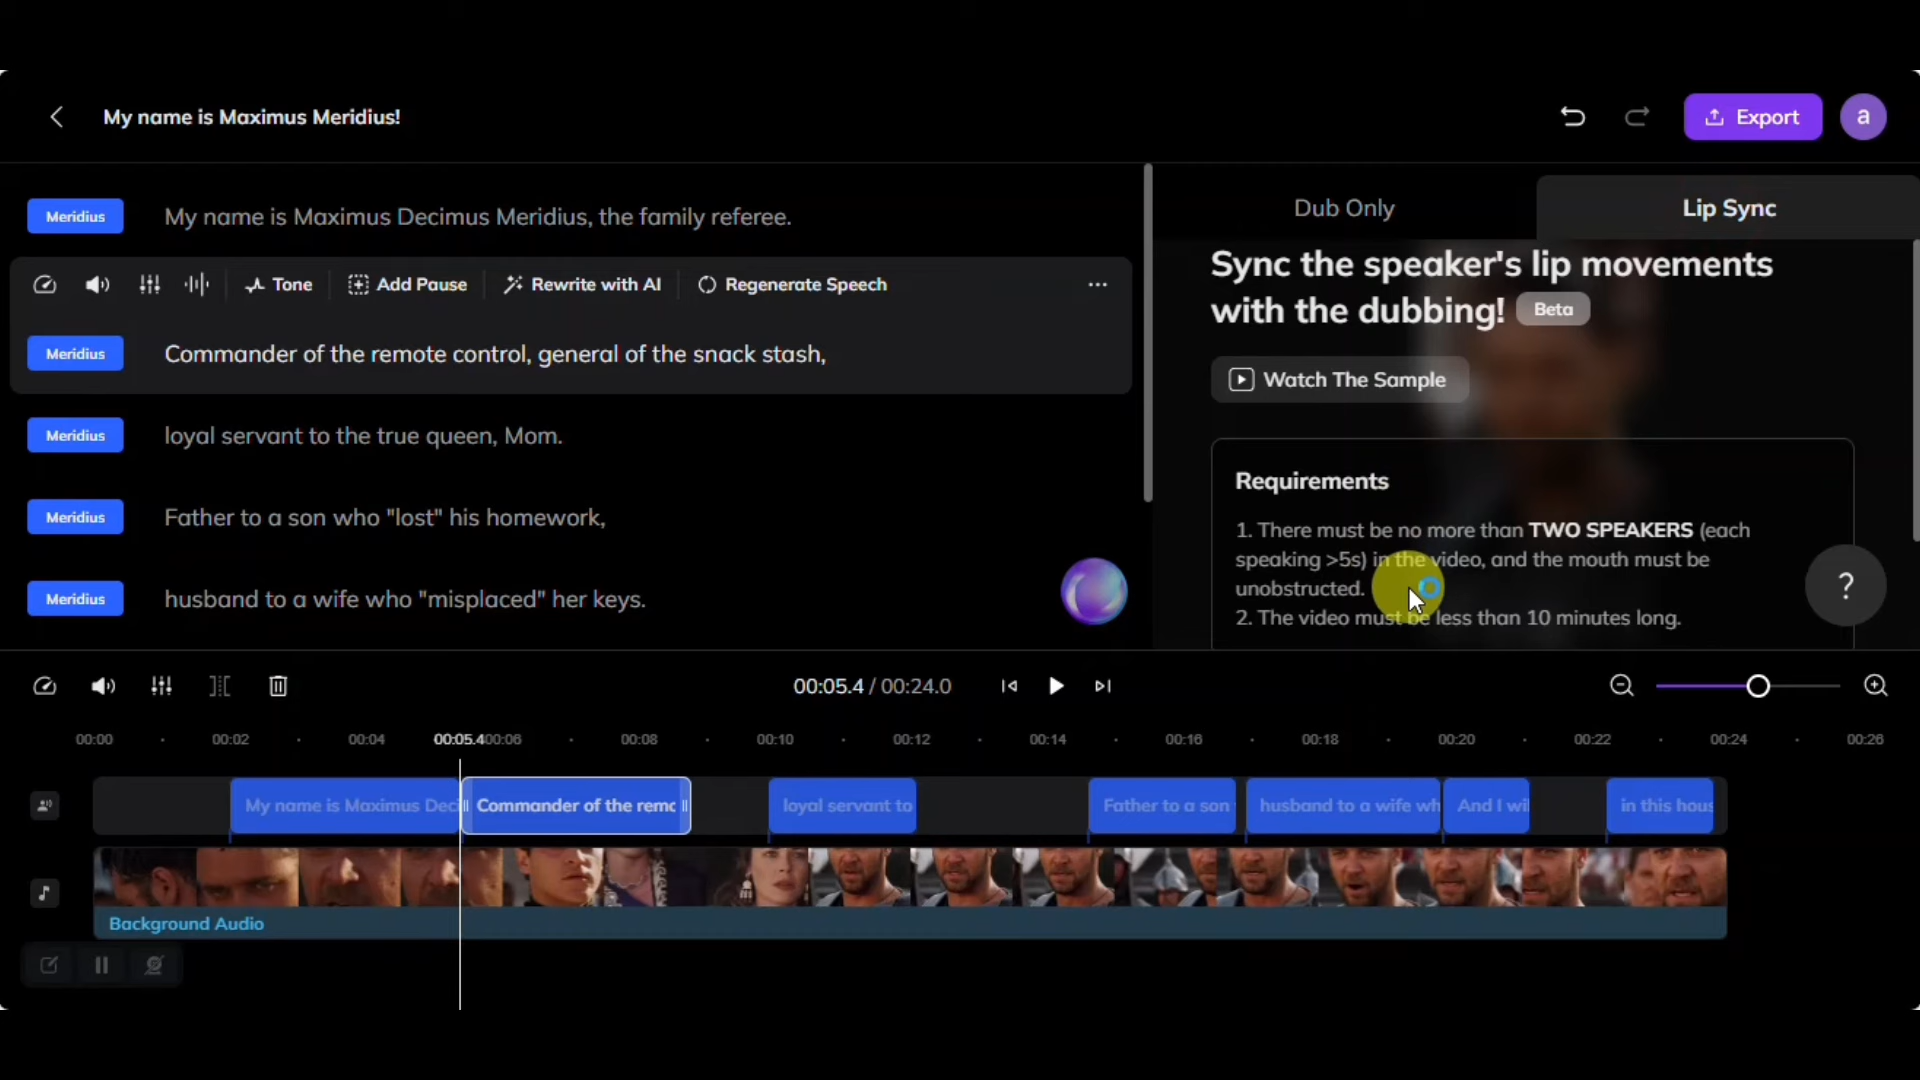 My name is Maximus Meridius!
Export
a
Meridius My name is Maximus Decimus Meridius, the family referee.
Tone Add Pause Rewrite with AI Regenerate Speech ...
Meridius Commander of the remote control, general of the snack stash,
Meridius loyal servant to the true queen, Mom.
Meridius Father to a son who "lost" his homework,
Meridius husband to a wife who "misplaced" her keys.
Dub Only Lip Sync
Sync the speaker's lip movements
with the dubbing! Beta
Watch The Sample
Requirements
1. There must be no more than TWO SPEAKERS (each
speaking >5s) in the video, and the mouth must be
unobstructed.
2. The video must be less than 10 minutes long.
?
00:05.4 / 00:24.0
00:00 00:02 00:04 00:05.4 00:06 00:08 00:10 00:12 00:14 00:16 00:18 00:20 00:22 00:24 00:26
My name is Maximus Deci Commander of the remo loyal servant to Father to a son husband to a wife wh And I wil in this hous
Background Audio